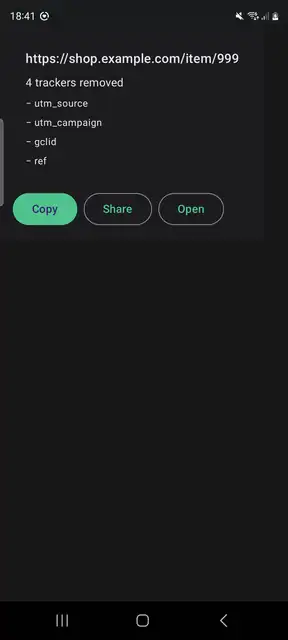 18:41
https://shop.example.com/item/999
4 trackers removed
- utm_source
- utm_campaign
- gclid
- ref
Copy Share Open